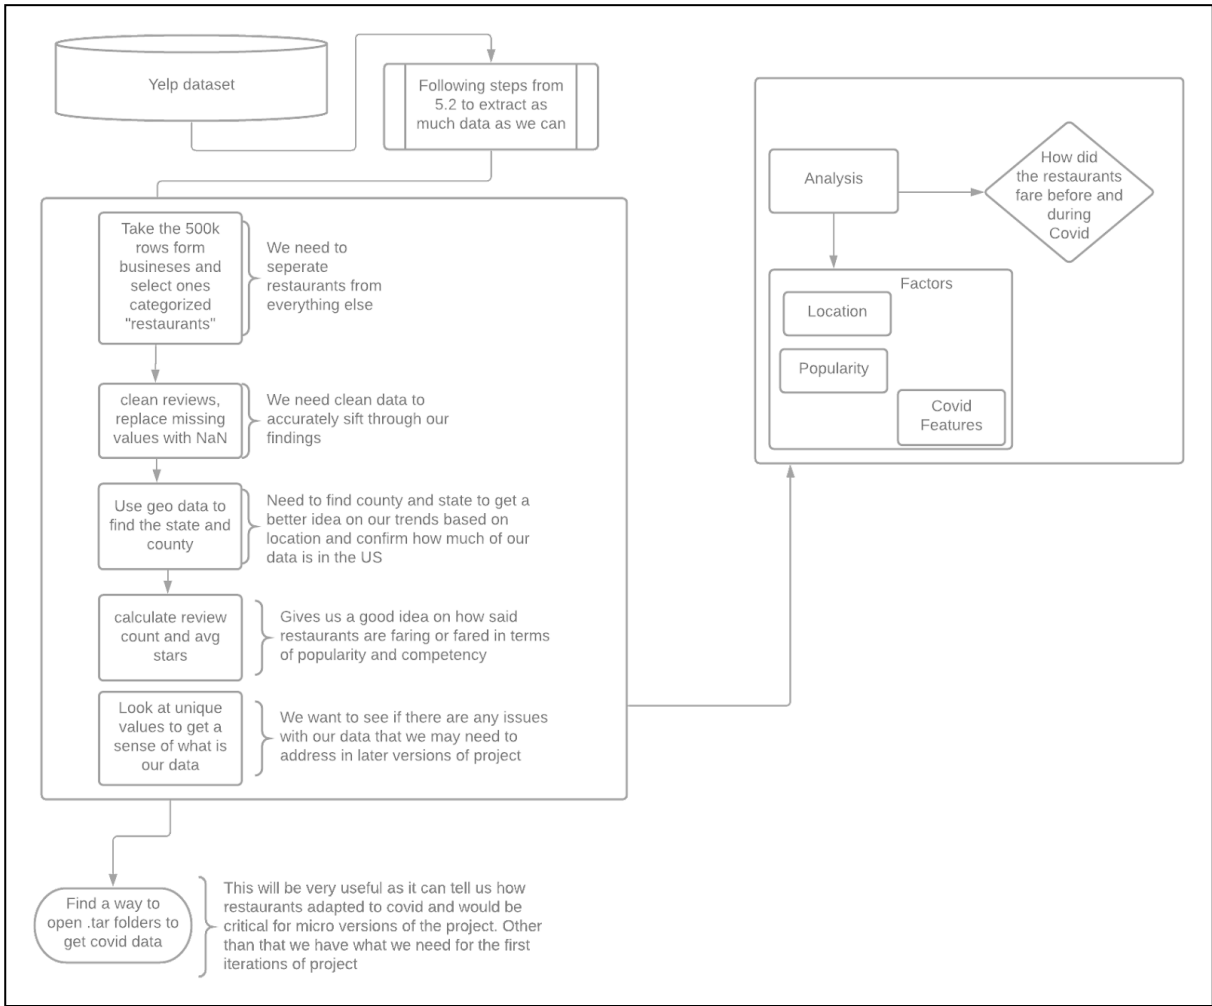 Yelp dataset
Following steps from
5.2 to extract as
much data as we can
Take the 500k
rows form
busineses and
select ones
categorized
"restaurants"
We need to
seperate
restaurants from
everything else
clean reviews,
replace missing
values with NaN
We need clean data to
accurately sift through our
findings
Use geo data to
find the state and
county
Need to find county and state to get a
better idea on our trends based on
location and confirm how much of our
data is in the US
calculate review
count and avg
stars
Gives us a good idea on how said
restaurants are faring or fared in terms
of popularity and competency
Look at unique
values to get a
sense of what is
our data
We want to see if there are any issues
with our data that we may need to
address in later versions of project
Find a way to
open .tar folders to
get covid data
This will be very useful as it can tell us how
restaurants adapted to covid and would be
critical for micro versions of the project. Other
than that we have what we need for the first
iterations of project
Analysis
How did
the restaurants
fare before and
during
Covid
Factors
Location
Popularity
Covid
Features